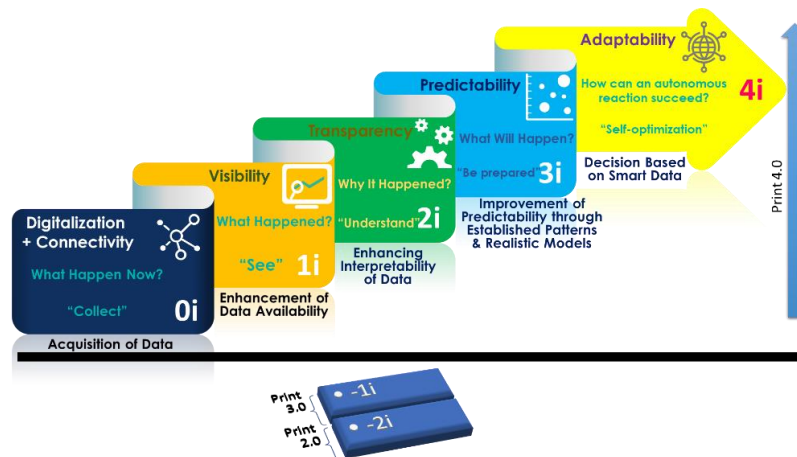 Digitalization
+ Connectivity
What Happen Now?
“Collect”
0i
Acquisition of Data
Visibility
What Happened?
“See”
1i
Enhancement of
Data Availability
Transparency
Why It Happened?
“Understand”
2i
Enhancing
Interpretability
of Data
Predictability
What Will Happen?
“Be prepared”
3i
Improvement of
Predictability through
Established Patterns
& Realistic Models
Adaptability
How can an autonomous
reaction succeed?
“Self-optimization”
4i
Decision Based
on Smart Data
Print 4.0
Print
3.0
-1i
Print
2.0
-2i